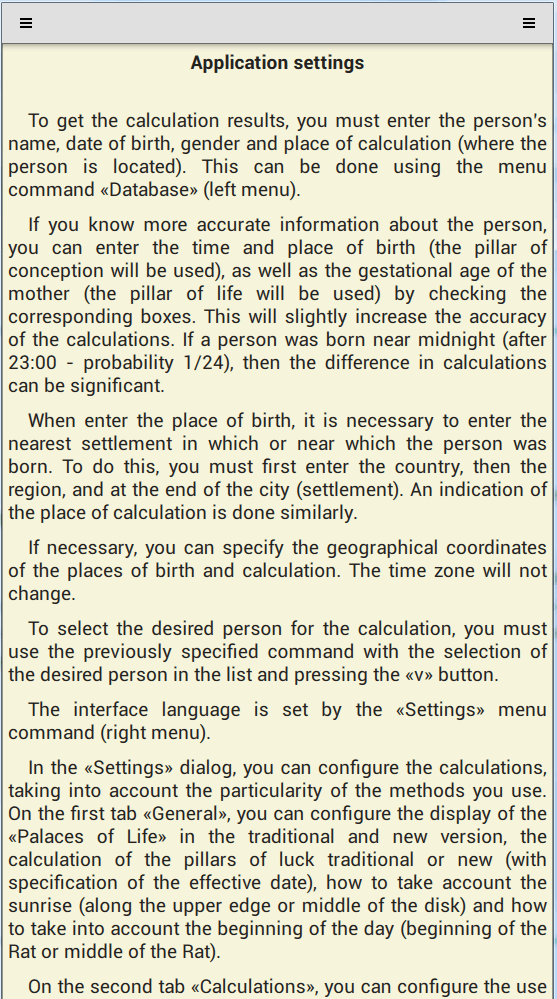 Application settings
To get the calculation results, you must enter the person's
name, date of birth, gender and place of calculation (where the
person is located). This can be done using the menu
command «Database» (left menu).
If you know more accurate information about the person,
you can enter the time and place of birth (the pillar of
conception will be used), as well as the gestational age of the
mother (the pillar of life will be used) by checking the
corresponding boxes. This will slightly increase the accuracy
of the calculations. If a person was born near midnight (after
23:00 - probability 1/24), then the difference in calculations
can be significant.
When enter the place of birth, it is necessary to enter the
nearest settlement in which or near which the person was
born. To do this, you must first enter the country, then the
region, and at the end of the city (settlement). An indication of
the place of calculation is done similarly.
If necessary, you can specify the geographical coordinates
of the places of birth and calculation. The time zone will not
change.
To select the desired person for the calculation, you must
use the previously specified command with the selection of
the desired person in the list and pressing the «v» button.
The interface language is set by the «Settings» menu
command (right menu).
In the «Settings» dialog, you can configure the calculations,
taking into account the particularity of the methods you use.
On the first tab «General», you can configure the display of the
«Palaces of Life» in the traditional and new version, the
calculation of the pillars of luck traditional or new (with
specification of the effective date), how to take account the
sunrise (along the upper edge or middle of the disk) and how
to take into account the beginning of the day (beginning of the
Rat or middle of the Rat).
On the second tab «Calculations», you can configure the use